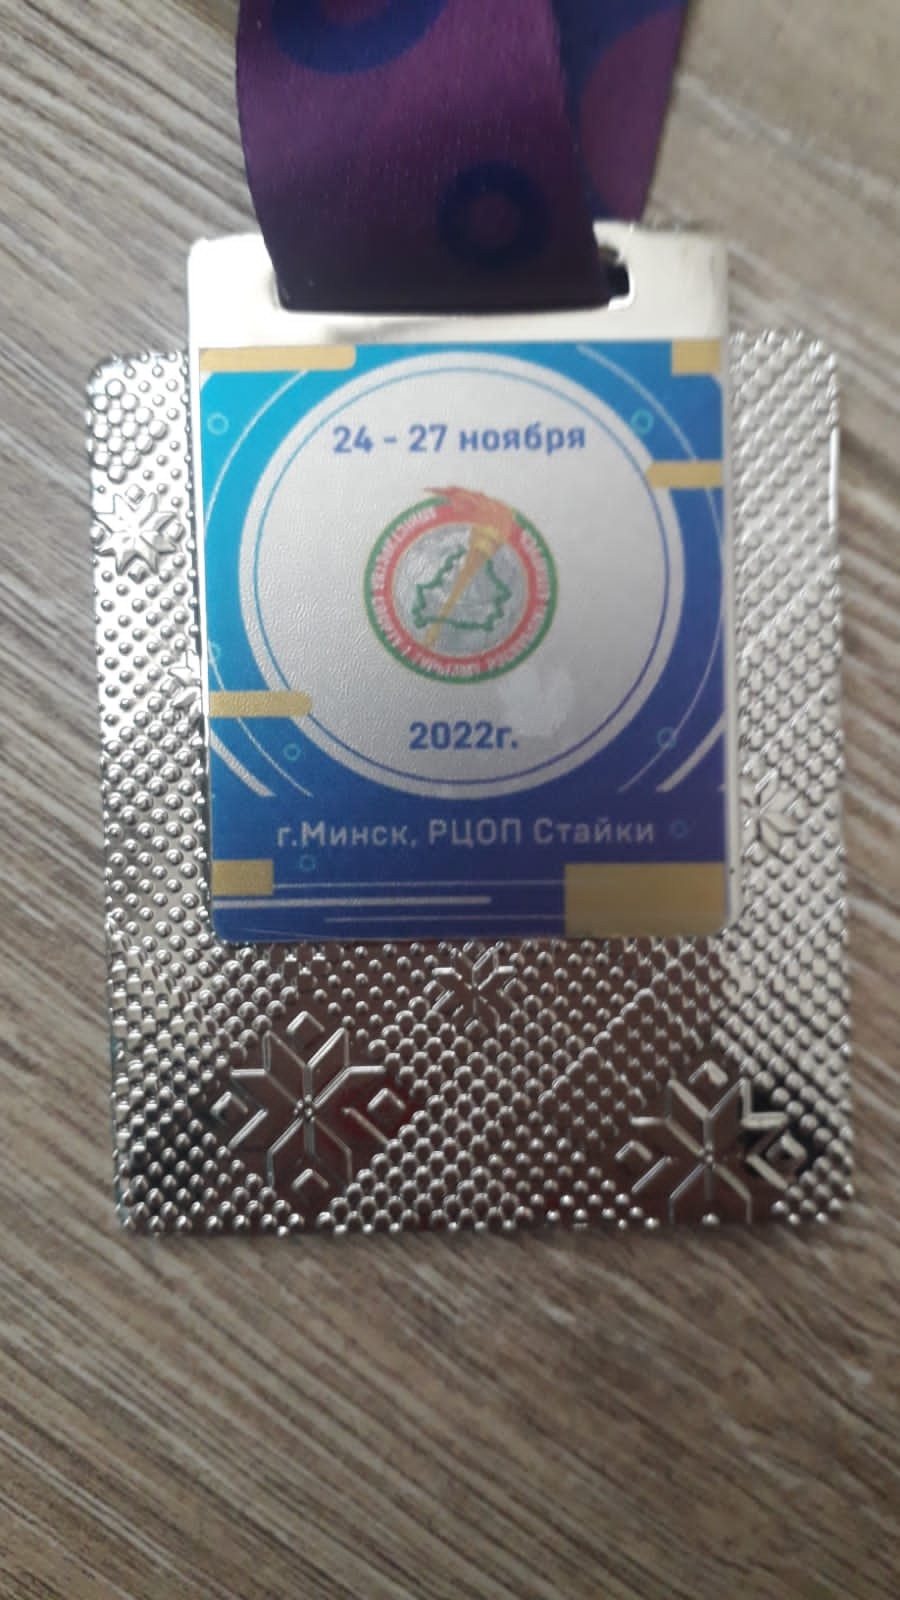 24 - 27 ноября
2022г.
г.Минск, РЦОП Стайки